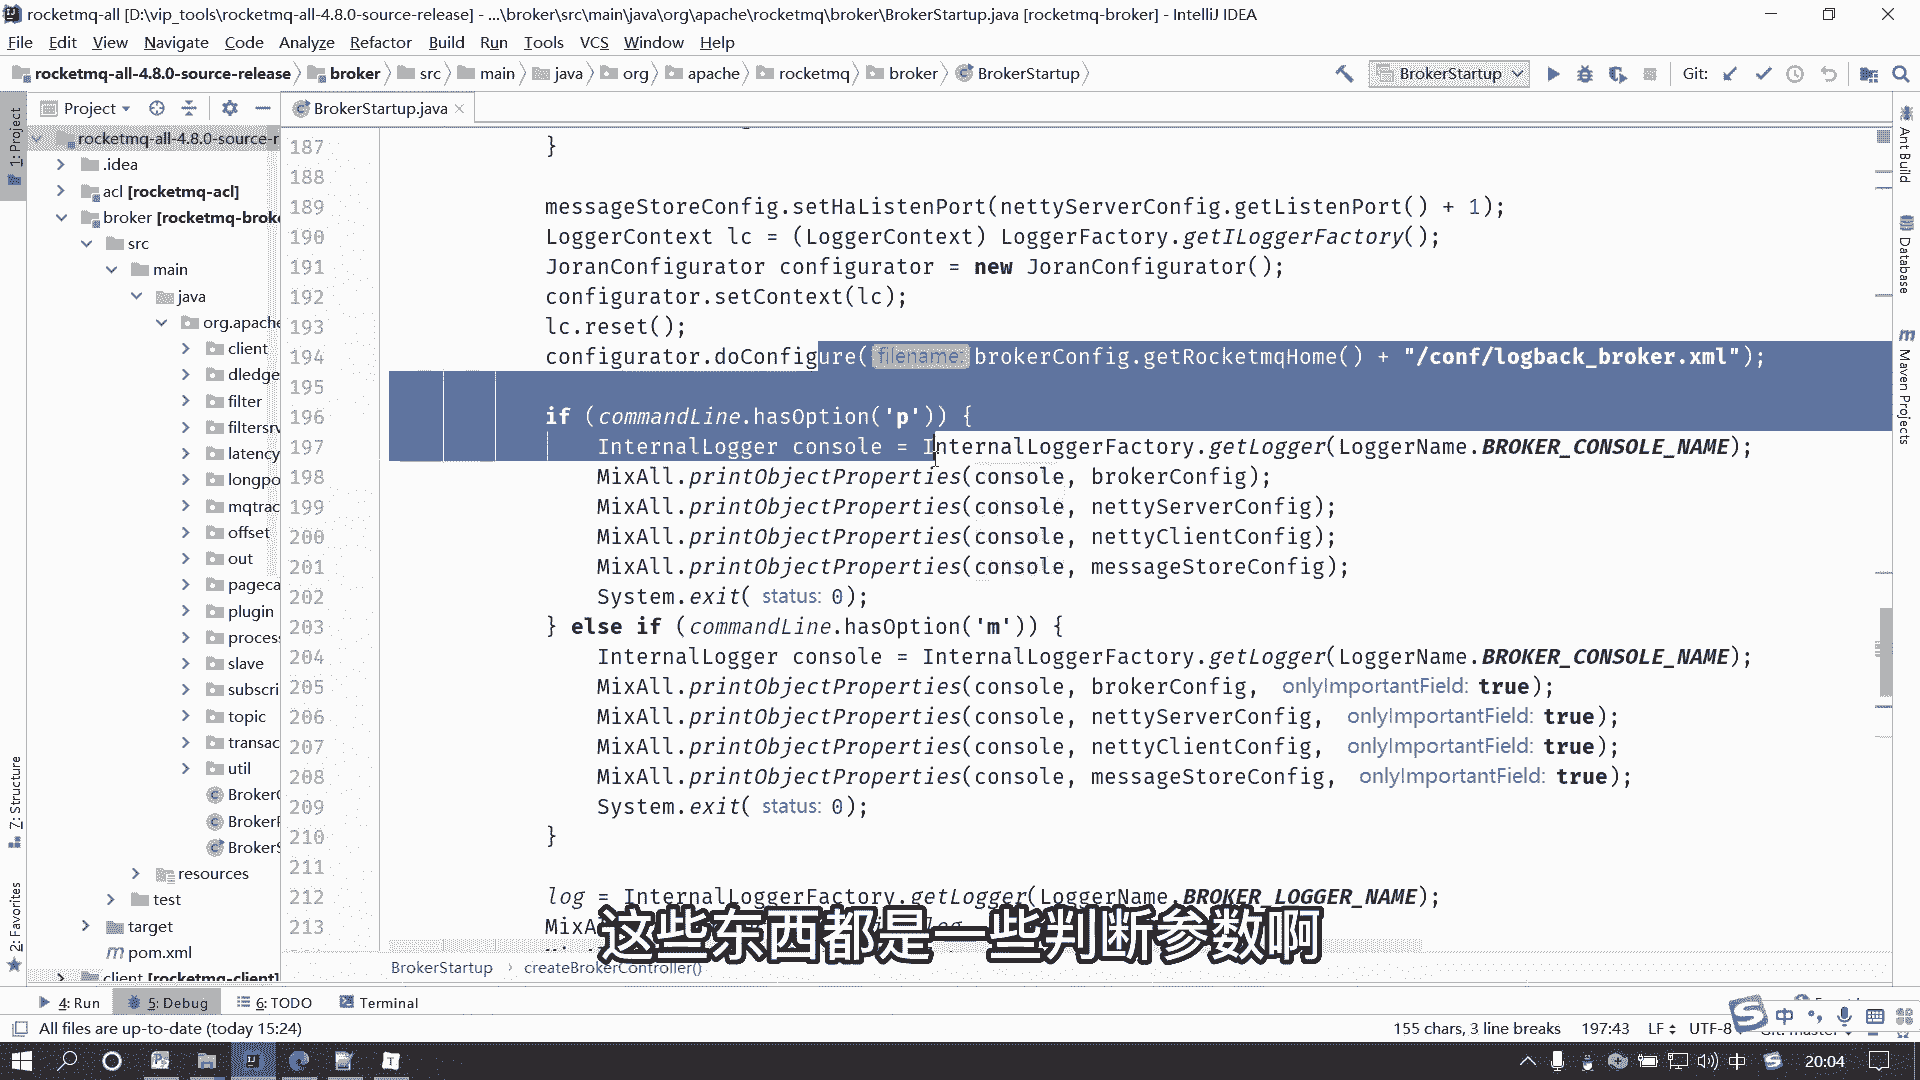 rocketmq-all [D:\vip_tools\rocketmq-all-4.8.0-source-release] - ...\broker\src\main\java\org\apache\rocketmq\broker\BrokerStartup.java [rocketmq-broker] - IntelliJ IDEA
File Edit View Navigate Code Analyze Refactor Build Run Tools VCS Window Help
rocketmq-all-4.8.0-source-release broker src main java org apache rocketmq broker BrokerStartup BrokerStartup Git:
Project BrokerStartup.java
1: Project
7: Structure
2: Favorites
rocketmq-all-4.8.0-source-r
.idea
acl [rocketmq-acl]
broker [rocketmq-broke
src
main
java
org.apache
client
dledge
filter
filtersrv
latency
longpo
mqtrac
offset
out
pageca
plugin
process
slave
subscri
topic
transac
util
Broker
BrokerP
BrokerS
resources
test
target
pom.xml
client [rocketmq-client]
187 }
188
189 messageStoreConfig.setHaListenPort(nettyServerConfig.getListenPort() + 1);
190 LoggerContext lc = (LoggerContext) LoggerFactory.getILoggerFactory();
191 JoranConfigurator configurator = new JoranConfigurator();
192 configurator.setContext(lc);
193 lc.reset();
194 configurator.doConfigure( filename: brokerConfig.getRocketmqHome() + "/conf/logback_broker.xml");
195
196 if (commandLine.hasOption('p')) {
197 InternalLogger console = InternalLoggerFactory.getLogger(LoggerName.BROKER_CONSOLE_NAME);
198 MixAll.printObjectProperties(console, brokerConfig);
199 MixAll.printObjectProperties(console, nettyServerConfig);
200 MixAll.printObjectProperties(console, nettyClientConfig);
201 MixAll.printObjectProperties(console, messageStoreConfig);
202 System.exit( status: 0);
203 } else if (commandLine.hasOption('m')) {
204 InternalLogger console = InternalLoggerFactory.getLogger(LoggerName.BROKER_CONSOLE_NAME);
205 MixAll.printObjectProperties(console, brokerConfig, onlyImportantField: true);
206 MixAll.printObjectProperties(console, nettyServerConfig, onlyImportantField: true);
207 MixAll.printObjectProperties(console, nettyClientConfig, onlyImportantField: true);
208 MixAll.printObjectProperties(console, messageStoreConfig, onlyImportantField: true);
209 System.exit( status: 0);
210 }
211
212 log = InternalLoggerFactory.getLogger(LoggerName.BROKER_LOGGER_NAME);
213 MixA
这些东西都是一些判断参数啊
BrokerStartup › createBrokerController()
Ant Build
Database
Maven Projects
4: Run 5: Debug 6: TODO Terminal
All files are up-to-date (today 15:24) 155 chars, 3 line breaks 197:43 LF UTF-8
中
中 20:04